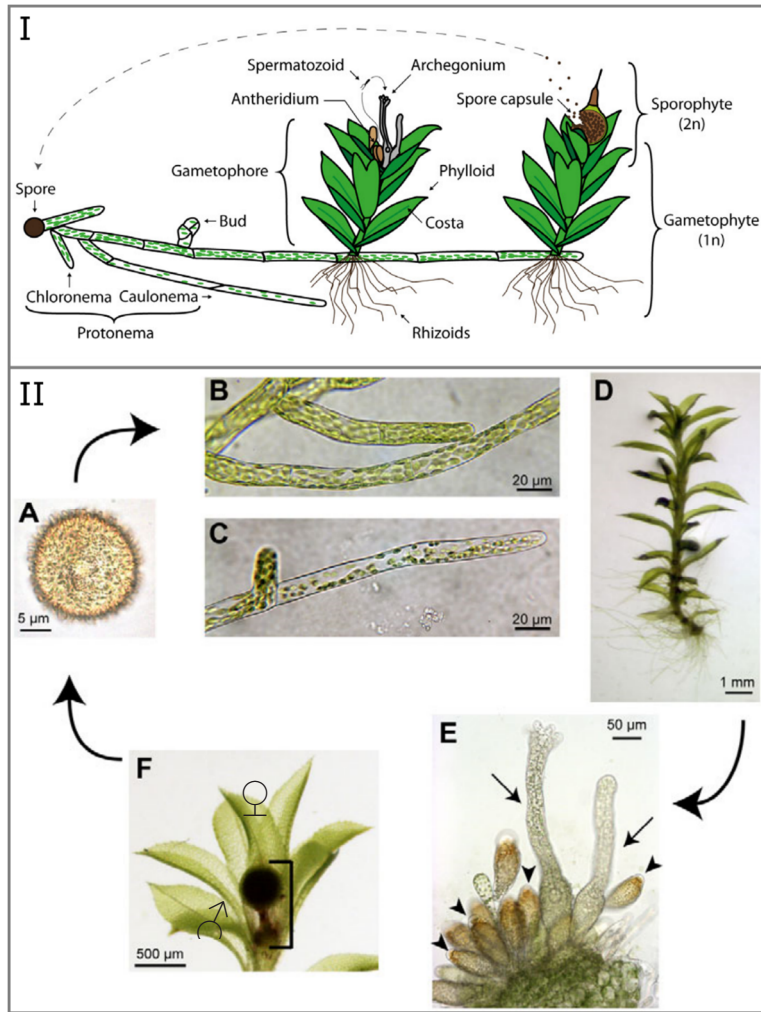 I
Spermatozoid
Archegonium
Antheridium
Spore capsule
Sporophyte
(2n)
Gametophore
Phylloid
Spore
Bud
Costa
Gametophyte
(1n)
Chloronema
Caulonema
Protonema
Rhizoids
II
B
20 µm
D
A
5 µm
C
20 µm
1 mm
E
50 µm
F
♀
♂
500 µm